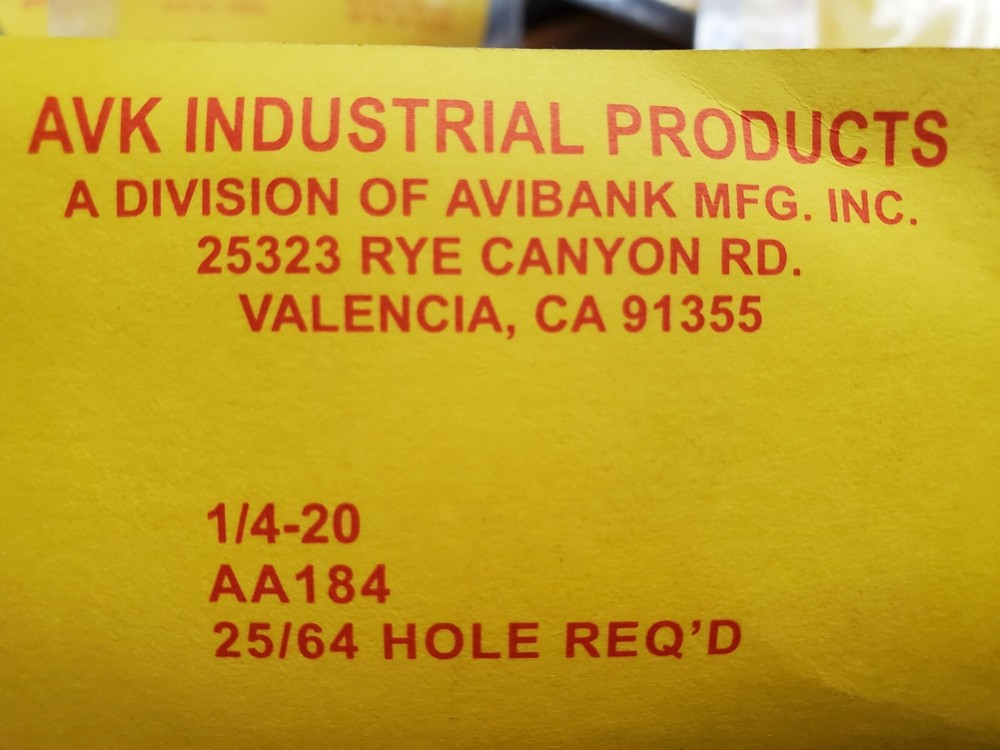 AVK INDUSTRIAL PRODUCTS
A DIVISION OF AVIBANK MFG. INC.
25323 RYE CANYON RD.
VALENCIA, CA 91355
1/4-20
AA184
25/64 HOLE REQ'D